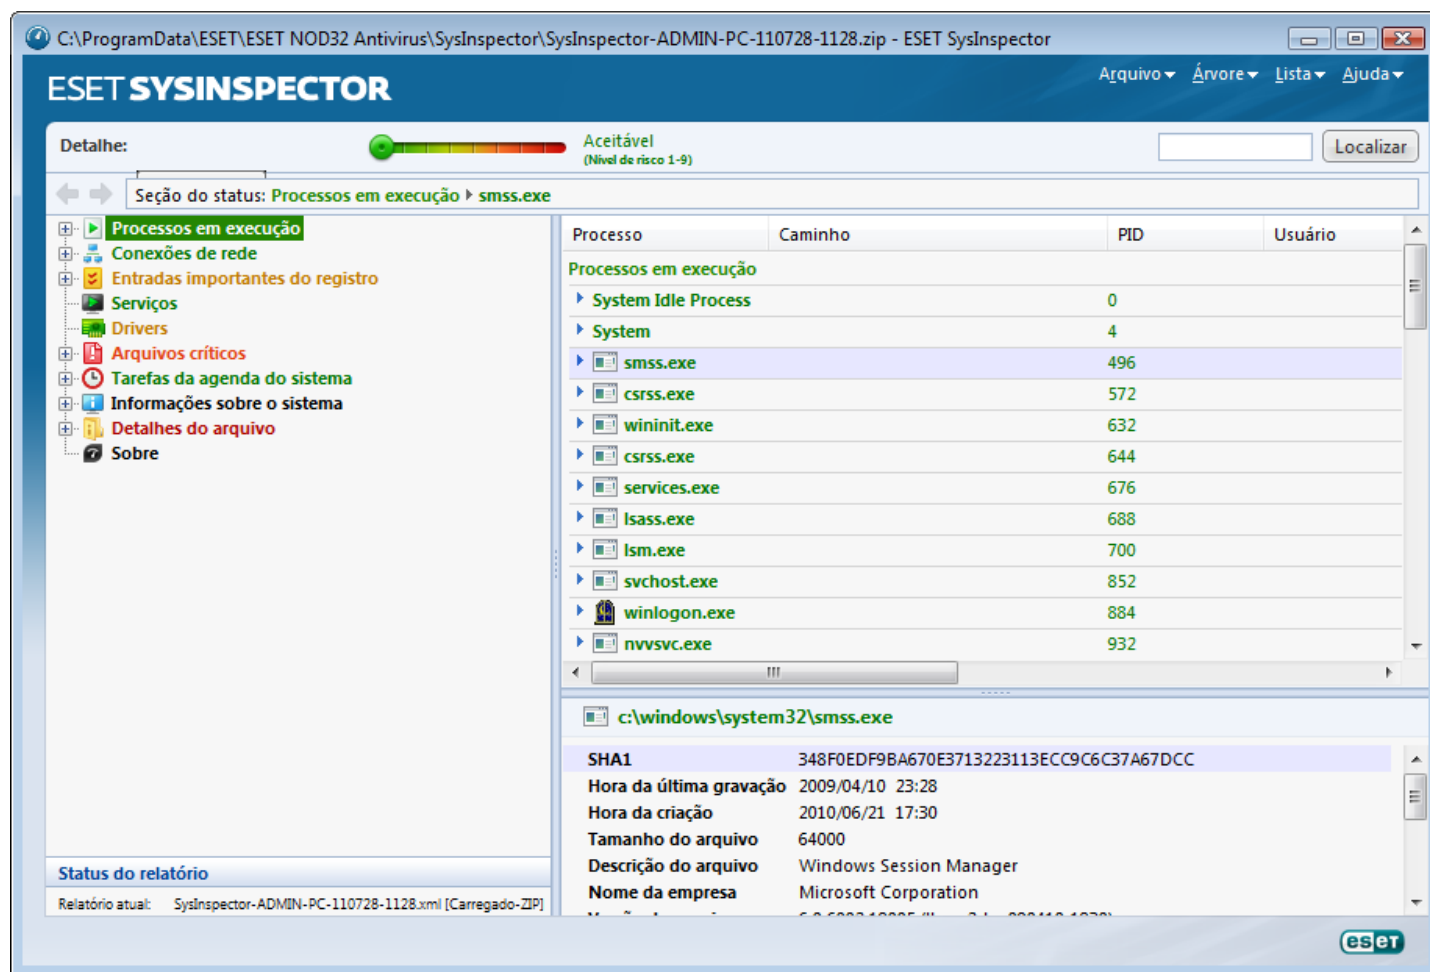 C:\ProgramData\ESET\ESET NOD32 Antivirus\SysInspector\SysInspector-ADMIN-PC-110728-1128.zip - ESET SysInspector
ESET SYSINSPECTOR
Arquivo Árvore Lista Ajuda
Detalhe:
Aceitável
(Nível de risco 1-9)
Localizar
Seção do status: Processos em execução smss.exe
Processos em execução
Conexões de rede
Entradas importantes do registro
Serviços
Drivers
Arquivos críticos
Tarefas da agenda do sistema
Informações sobre o sistema
Detalhes do arquivo
Sobre
Processo Caminho PID Usuário
Processos em execução
System Idle Process 0
System 4
smss.exe 496
csrss.exe 572
wininit.exe 632
csrss.exe 644
services.exe 676
lsass.exe 688
lsm.exe 700
svchost.exe 852
winlogon.exe 884
nvvsvc.exe 932
c:\windows\system32\smss.exe
SHA1 348F0EDF9BA670E3713223113ECC9C6C37A67DCC
Hora da última gravação 2009/04/10 23:28
Hora da criação 2010/06/21 17:30
Tamanho do arquivo 64000
Descrição do arquivo Windows Session Manager
Nome da empresa Microsoft Corporation
Status do relatório
Relatório atual: SysInspector-ADMIN-PC-110728-1128.xml [Carregado-ZIP]
eseT